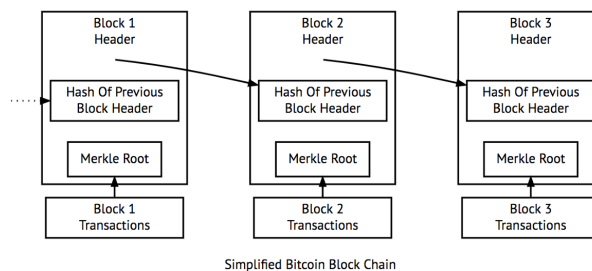 Block 1
Header
Block 2
Header
Block 3
Header
Hash Of Previous
Block Header
Hash Of Previous
Block Header
Hash Of Previous
Block Header
Merkle Root
Merkle Root
Merkle Root
Block 1
Transactions
Block 2
Transactions
Block 3
Transactions
Simplified Bitcoin Block Chain